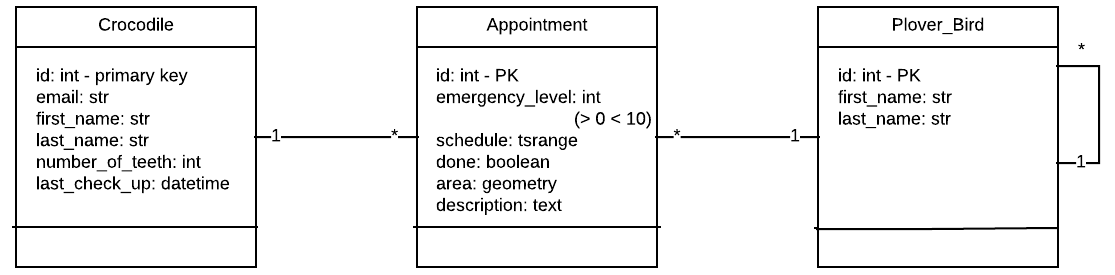 Crocodile
id: int - primary key
email: str
first_name: str
last_name: str
number_of_teeth: int
last_check_up: datetime
1
*
Appointment
id: int - PK
emergency_level: int
(> 0 < 10)
schedule: tsrange
done: boolean
area: geometry
description: text
*
1
Plover_Bird
id: int - PK
first_name: str
last_name: str
*
1